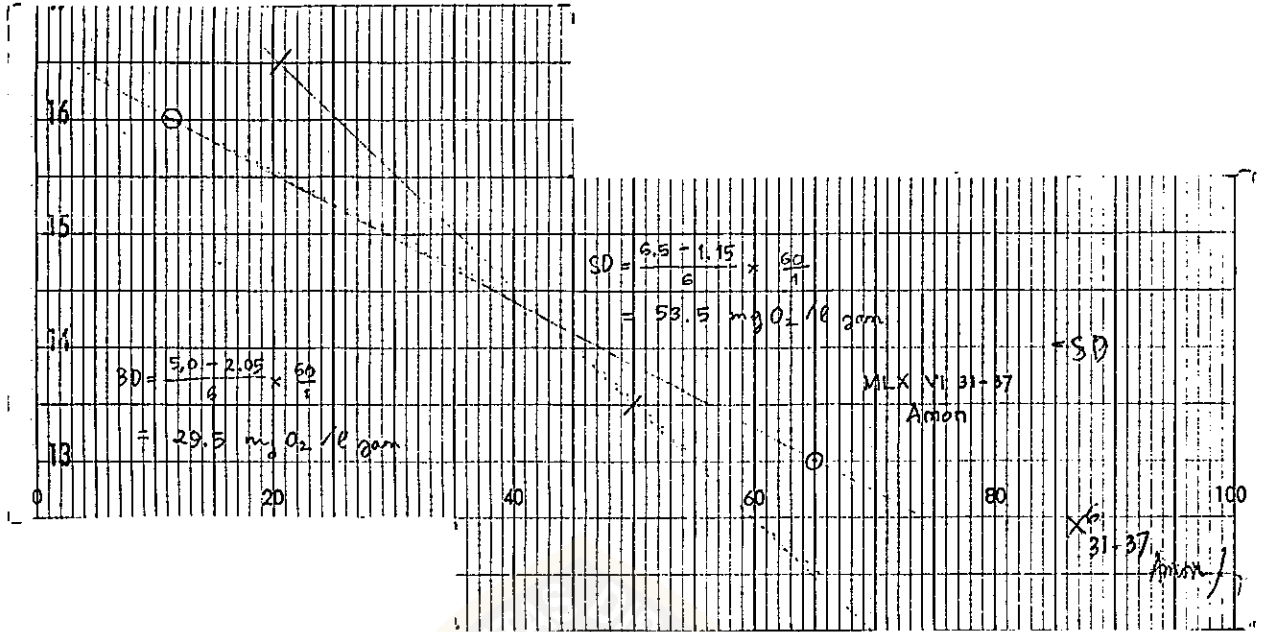 16
15
SD = 6.5 - 1.15 / 6 × 60 / 1
= 53.5 mg O2 /l jam
14
-SD
BD = 5,0 - 2.05 / 6 × 60 / 1
MLX VI 31-37
Amon
= 29.5 mg O2 /l jam
13
0 20 40 60 80 100
× 6
31-37,
Amon